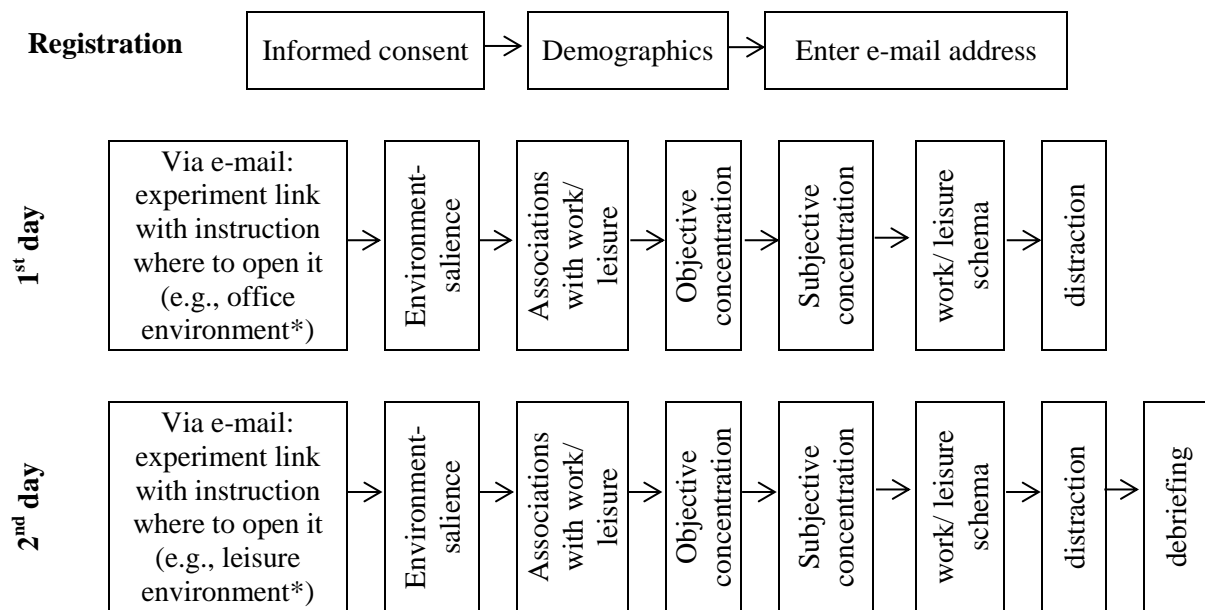 Registration
Informed consent
Demographics
Enter e-mail address
1st day
Via e-mail:
experiment link
with instruction
where to open it
(e.g., office
environment*)
Environment-
salience
Associations
with work/
leisure
Objective
concentration
Subjective
concentration
work/ leisure
schema
distraction
2nd day
Via e-mail:
experiment link
with instruction
where to open it
(e.g., leisure
environment*)
Environment-
salience
Associations
with work/
leisure
Objective
concentration
Subjective
concentration
work/ leisure
schema
distraction
debriefing